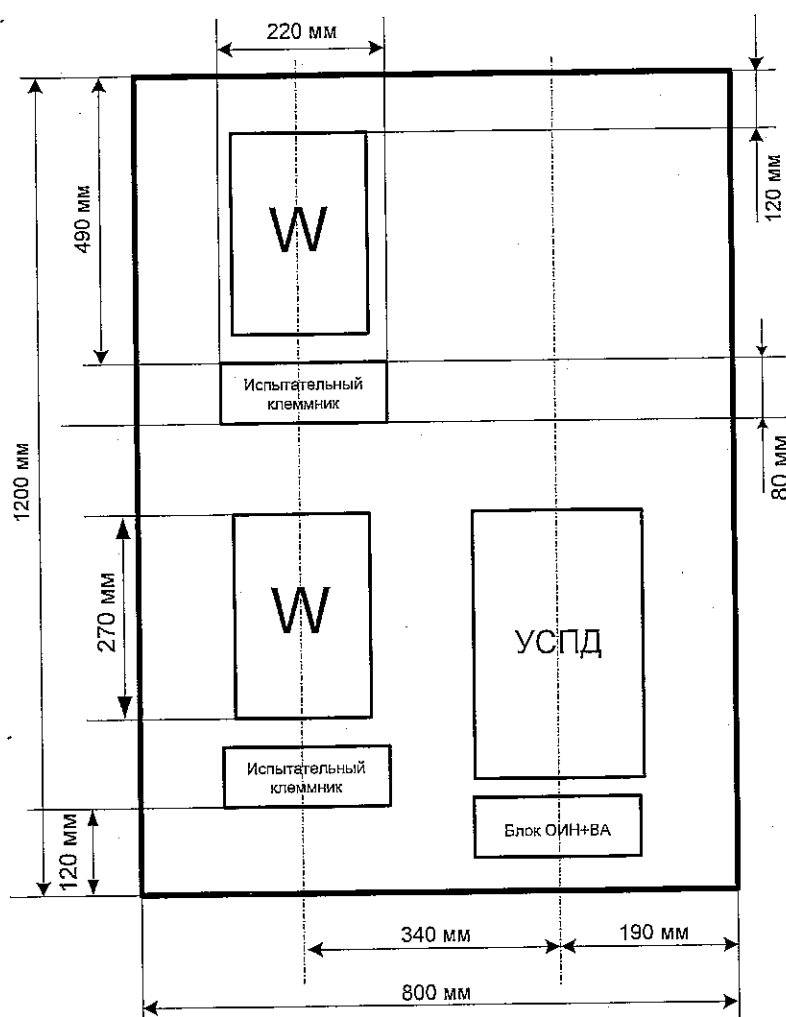 220 мм
490 мм
120 мм
W
Испытательный
клеммник
80 мм
1200 мм
270 мм
W
УСПД
Испытательный
клеммник
Блок ОИН+ВА
120 мм
340 мм
190 мм
800 мм